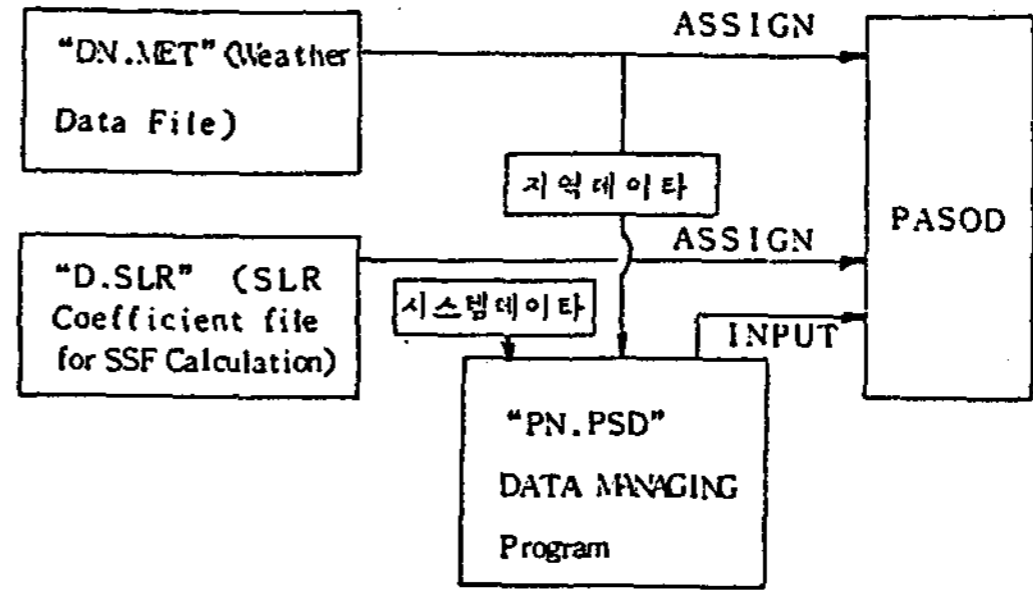 "DN.MET" (Weather
Data File)
ASSIGN
지역데이타
PASOD
"D.SLR" (SLR
Coefficient file
for SSF Calculation)
ASSIGN
시스템데이타
INPUT
"PN.PSD"
DATA MANAGING
Program